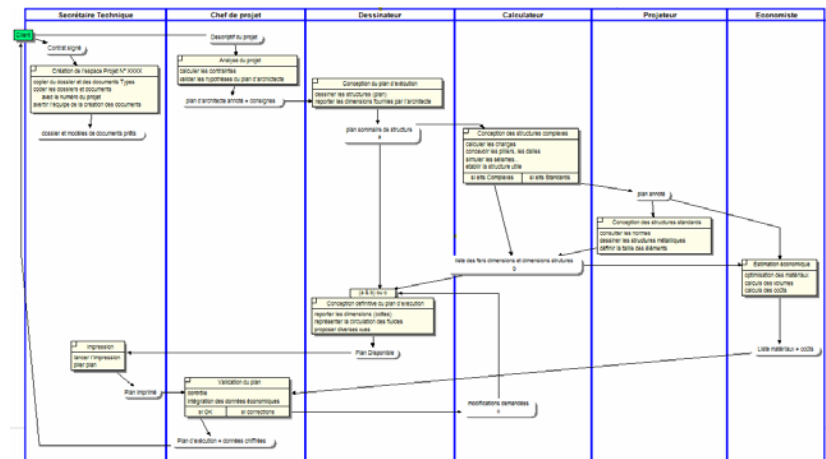 Secrétaire Technique
Chef de projet
Dessinateur
Calculateur
Projeteur
Economiste
Client
Contrat signé
Descriptif du projet
Création de l'espace Projet N° XXXX
copier du dossier et des documents Types
coder les dossiers et documents
avec le numéro du projet
avertir l'équipe de la création des documents
dossier et modèles de documents prêts
Analyse du projet
calculer les contraintes
valider les hypothèses du plan d'architecte
plan d'architecte annoté + consignes
Conception du plan d'exécution
dessiner les structures (plan)
reporter les dimensions fournies par l'architecte
plan sommaire de structure
a
Conception des structures complexes
calculer les charges
concevoir les piliers, les dalles
simuler les séismes...
établir la structure utile
si elts Complexes
si elts Standards
plan annoté
Conception des structures standards
consulter les normes
dessiner les structures métalliques
définir la taille des éléments
liste des fers dimensions et dimensions strutures
b
Estimation économique
optimisation des matériaux
calculs des volumes
calculs des coûts
Liste matériaux + coûts
(a & b) ou c
Conception définitive du plan d'exécution
reporter les dimensions (cottes)
représenter la circulation des fluides
proposer diverses vues
Plan Disponible
Impression
lancer l'impression
plier plan
Plan imprimé
Validation du plan
contrôle
intégration des données économiques
si OK
si corrections
modifications demandées
Plan d'exécution + données chiffrées